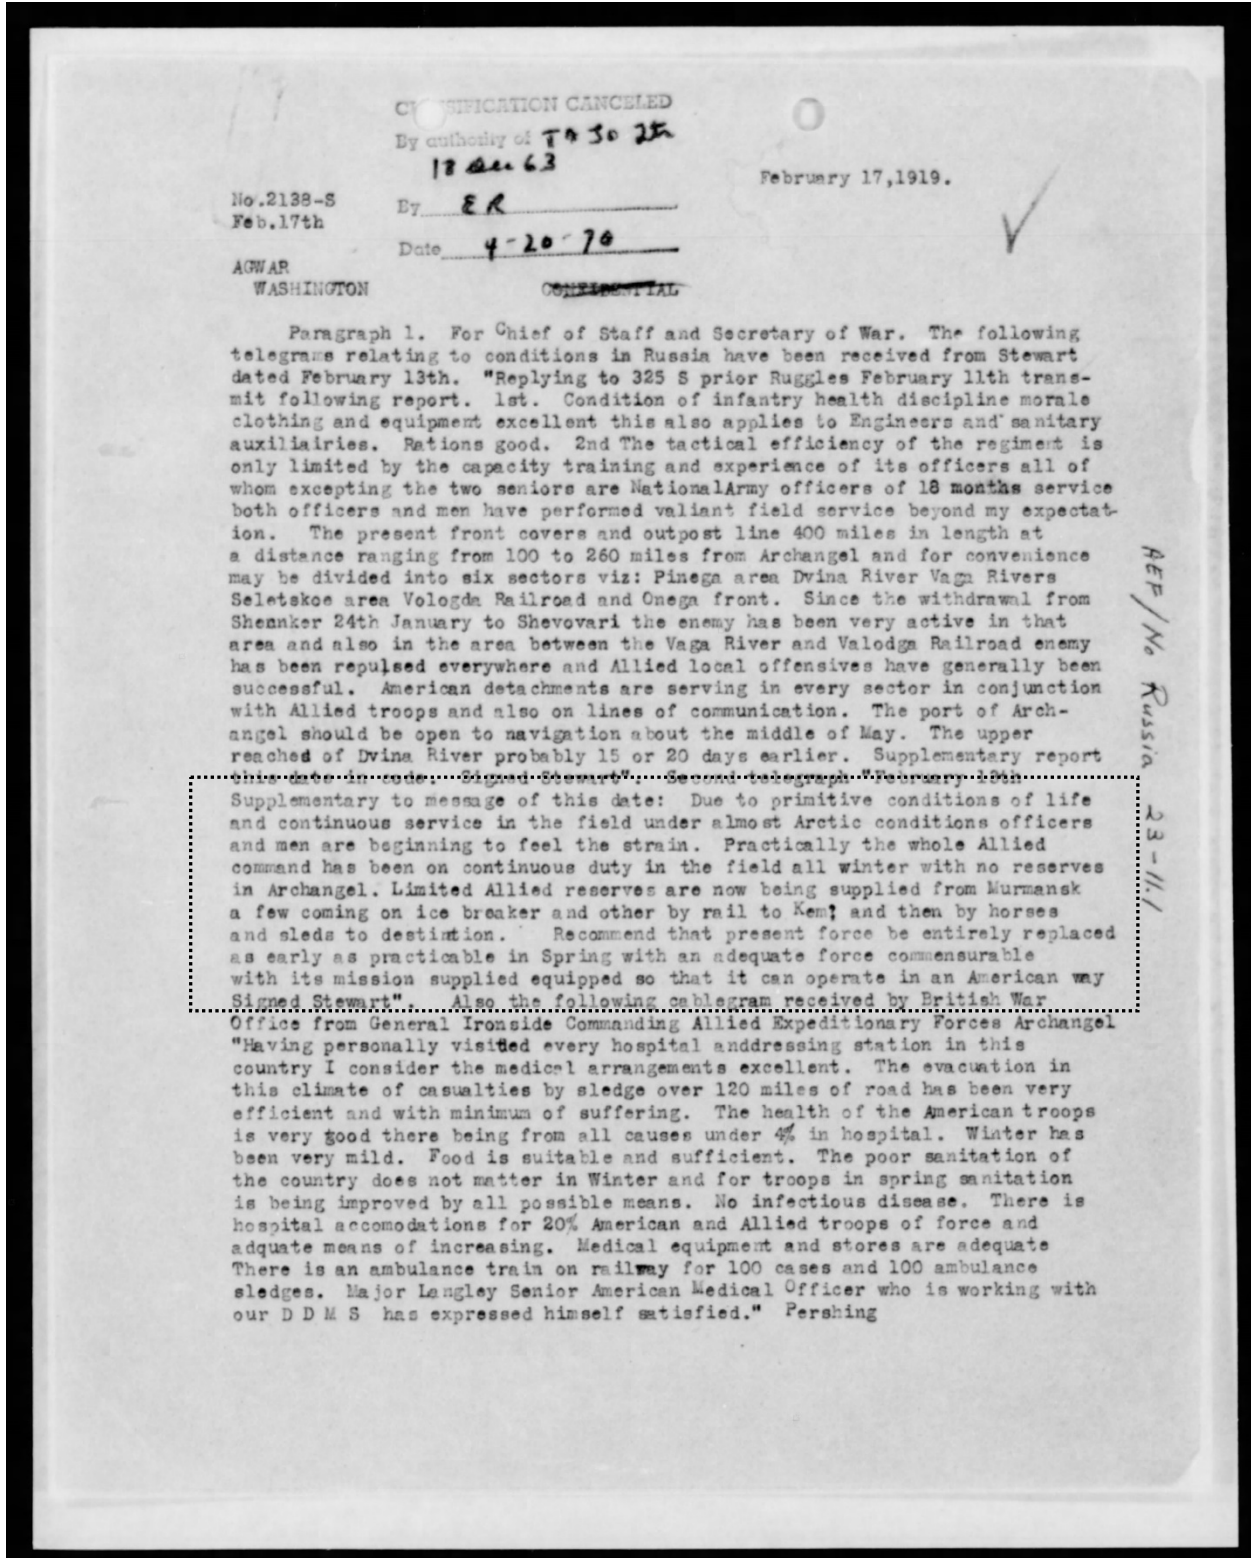 CLASSIFICATION CANCELED
By authority of TAGO
By ER
Date 4-20-70
February 17,1919.
No.2138-S
Feb.17th
AGWAR
WASHINGTON
CONFIDENTIAL
Paragraph 1. For Chief of Staff and Secretary of War. The following
telegrams relating to conditions in Russia have been received from Stewart
dated February 13th. "Replying to 325 S prior Ruggles February 11th trans-
mit following report. 1st. Condition of infantry health discipline morale
clothing and equipment excellent this also applies to Engineers and sanitary
auxiliairies. Rations good. 2nd The tactical efficiency of the regiment is
only limited by the capacity training and experience of its officers all of
whom excepting the two seniors are NationalArmy officers of 18 months service
both officers and men have performed valiant field service beyond my expectat-
ion. The present front covers and outpost line 400 miles in length at
a distance ranging from 100 to 260 miles from Archangel and for convenience
may be divided into six sectors viz: Pinega area Dvina River Vaga Rivers
Seletskoe area Vologda Railroad and Onega front. Since the withdrawal from
Shennker 24th January to Shevovari the enemy has been very active in that
area and also in the area between the Vaga River and Valodga Railroad enemy
has been repulsed everywhere and Allied local offensives have generally been
successful. American detachments are serving in every sector in conjunction
with Allied troops and also on lines of communication. The port of Arch-
angel should be open to navigation about the middle of May. The upper
reached of Dvina River probably 15 or 20 days earlier. Supplementary report
this date in code. Signed Stewart". Second telegraph "February 13th
Supplementary to message of this date: Due to primitive conditions of life
and continuous service in the field under almost Arctic conditions officers
and men are beginning to feel the strain. Practically the whole Allied
command has been on continuous duty in the field all winter with no reserves
in Archangel. Limited Allied reserves are now being supplied from Murmansk
a few coming on ice breaker and other by rail to Kem; and then by horses
and sleds to destintion. Recommend that present force be entirely replaced
as early as practicable in Spring with an adequate force commensurable
with its mission supplied equipped so that it can operate in an American way
Signed Stewart". Also the following cablegram received by British War
Office from General Ironside Commanding Allied Expeditionary Forces Archangel
"Having personally visited every hospital anddressing station in this
country I consider the medical arrangements excellent. The evacuation in
this climate of casualties by sledge over 120 miles of road has been very
efficient and with minimum of suffering. The health of the American troops
is very good there being from all causes under 4% in hospital. Winter has
been very mild. Food is suitable and sufficient. The poor sanitation of
the country does not matter in Winter and for troops in spring sanitation
is being improved by all possible means. No infectious disease. There is
hospital accomodations for 20% American and Allied troops of force and
adquate means of increasing. Medical equipment and stores are adequate
There is an ambulance train on railway for 100 cases and 100 ambulance
sledges. Major Langley Senior American Medical Officer who is working with
our D D M S has expressed himself satisfied." Pershing
AEF/No Russia 23-11.1